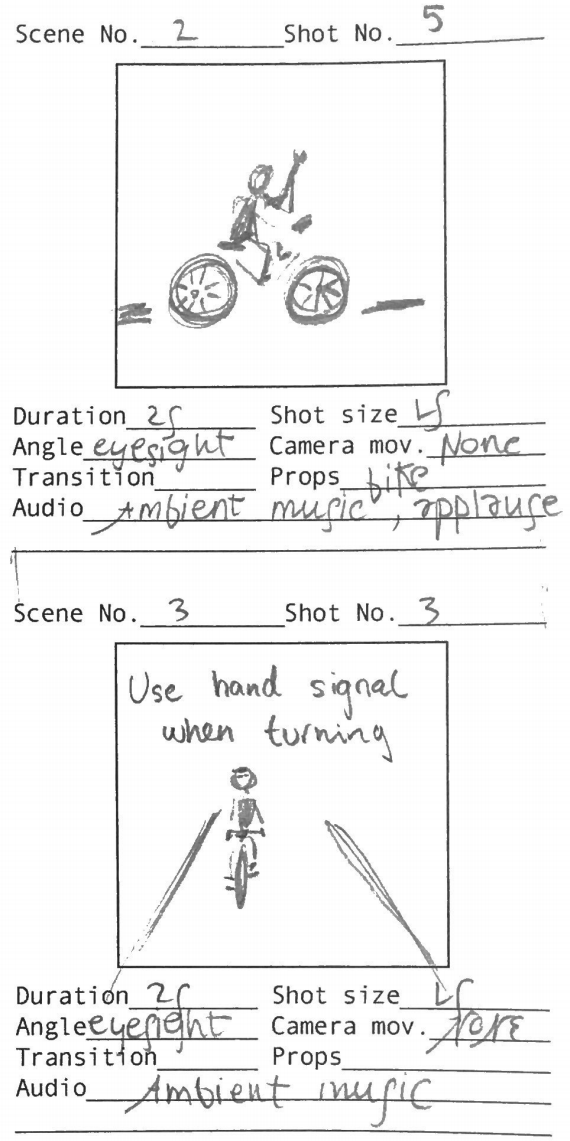 Scene No. 2 Shot No. 5
Duration 2s Shot size LS
Angle eyesight Camera mov. None
Transition Props bike
Audio Ambient music, applause
Scene No. 3 Shot No. 3
Use hand signal
when turning
Duration 2s Shot size LS
Angle eyesight Camera mov. NONE
Transition Props
Audio Ambient music